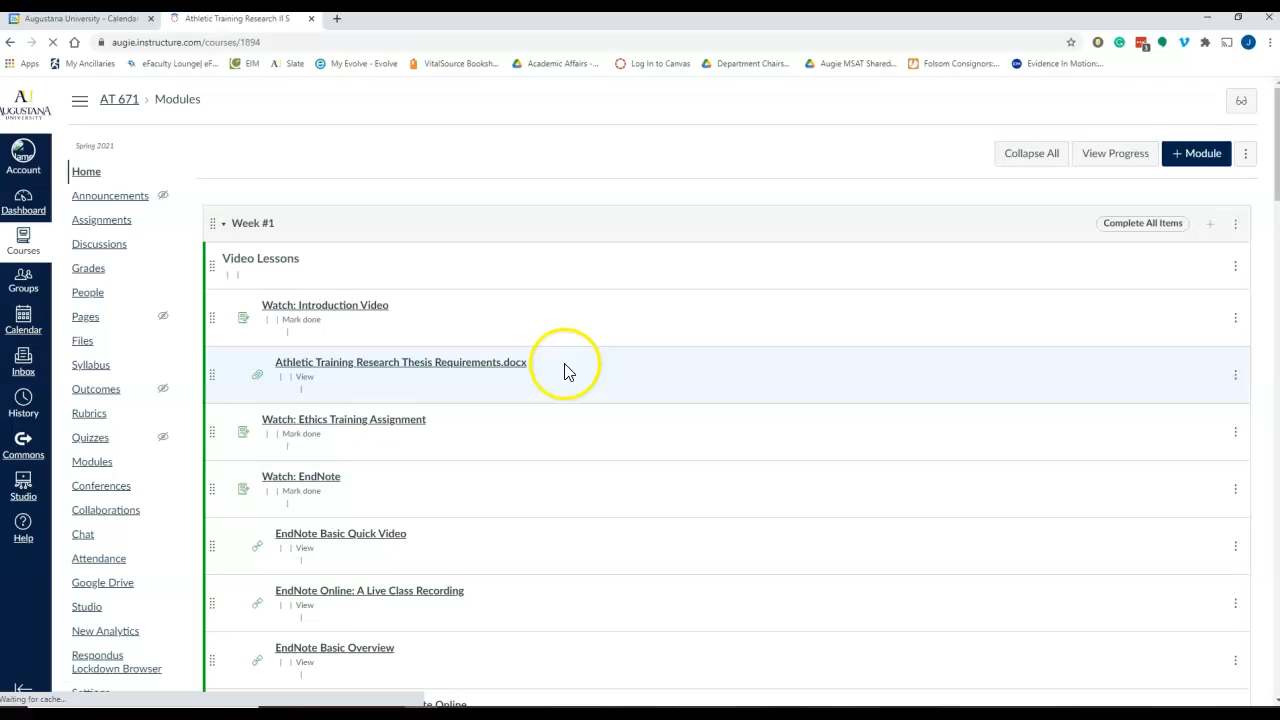 Augustana University - Calenda
Athletic Training Research II S
augie.instructure.com/courses/1894
Apps
My Ancillaries
eFaculty Lounge| eF...
EIM
Slate
My Evolve - Evolve
VitalSource Booksh...
Academic Affairs -...
Log In to Canvas
Department Chairs...
Augie MSAT Shared...
Folsom Consignors:...
Evidence In Motion:...
AUGUSTANA
UNIVERSITY
AT 671 › Modules
Spring 2021
Collapse All
View Progress
+ Module
Account
Dashboard
Courses
Groups
Calendar
Inbox
History
Commons
Studio
Help
Home
Announcements
Assignments
Discussions
Grades
People
Pages
Files
Syllabus
Outcomes
Rubrics
Quizzes
Modules
Conferences
Collaborations
Chat
Attendance
Google Drive
Studio
New Analytics
Respondus
Lockdown Browser
Settings
Week #1
Complete All Items
Video Lessons
| |
Watch: Introduction Video
| | Mark done
|
Athletic Training Research Thesis Requirements.docx
| | View
|
Watch: Ethics Training Assignment
| | Mark done
|
Watch: EndNote
| | Mark done
|
EndNote Basic Quick Video
| | View
|
EndNote Online: A Live Class Recording
| | View
|
EndNote Basic Overview
| | View
|
te Online
Waiting for cache...